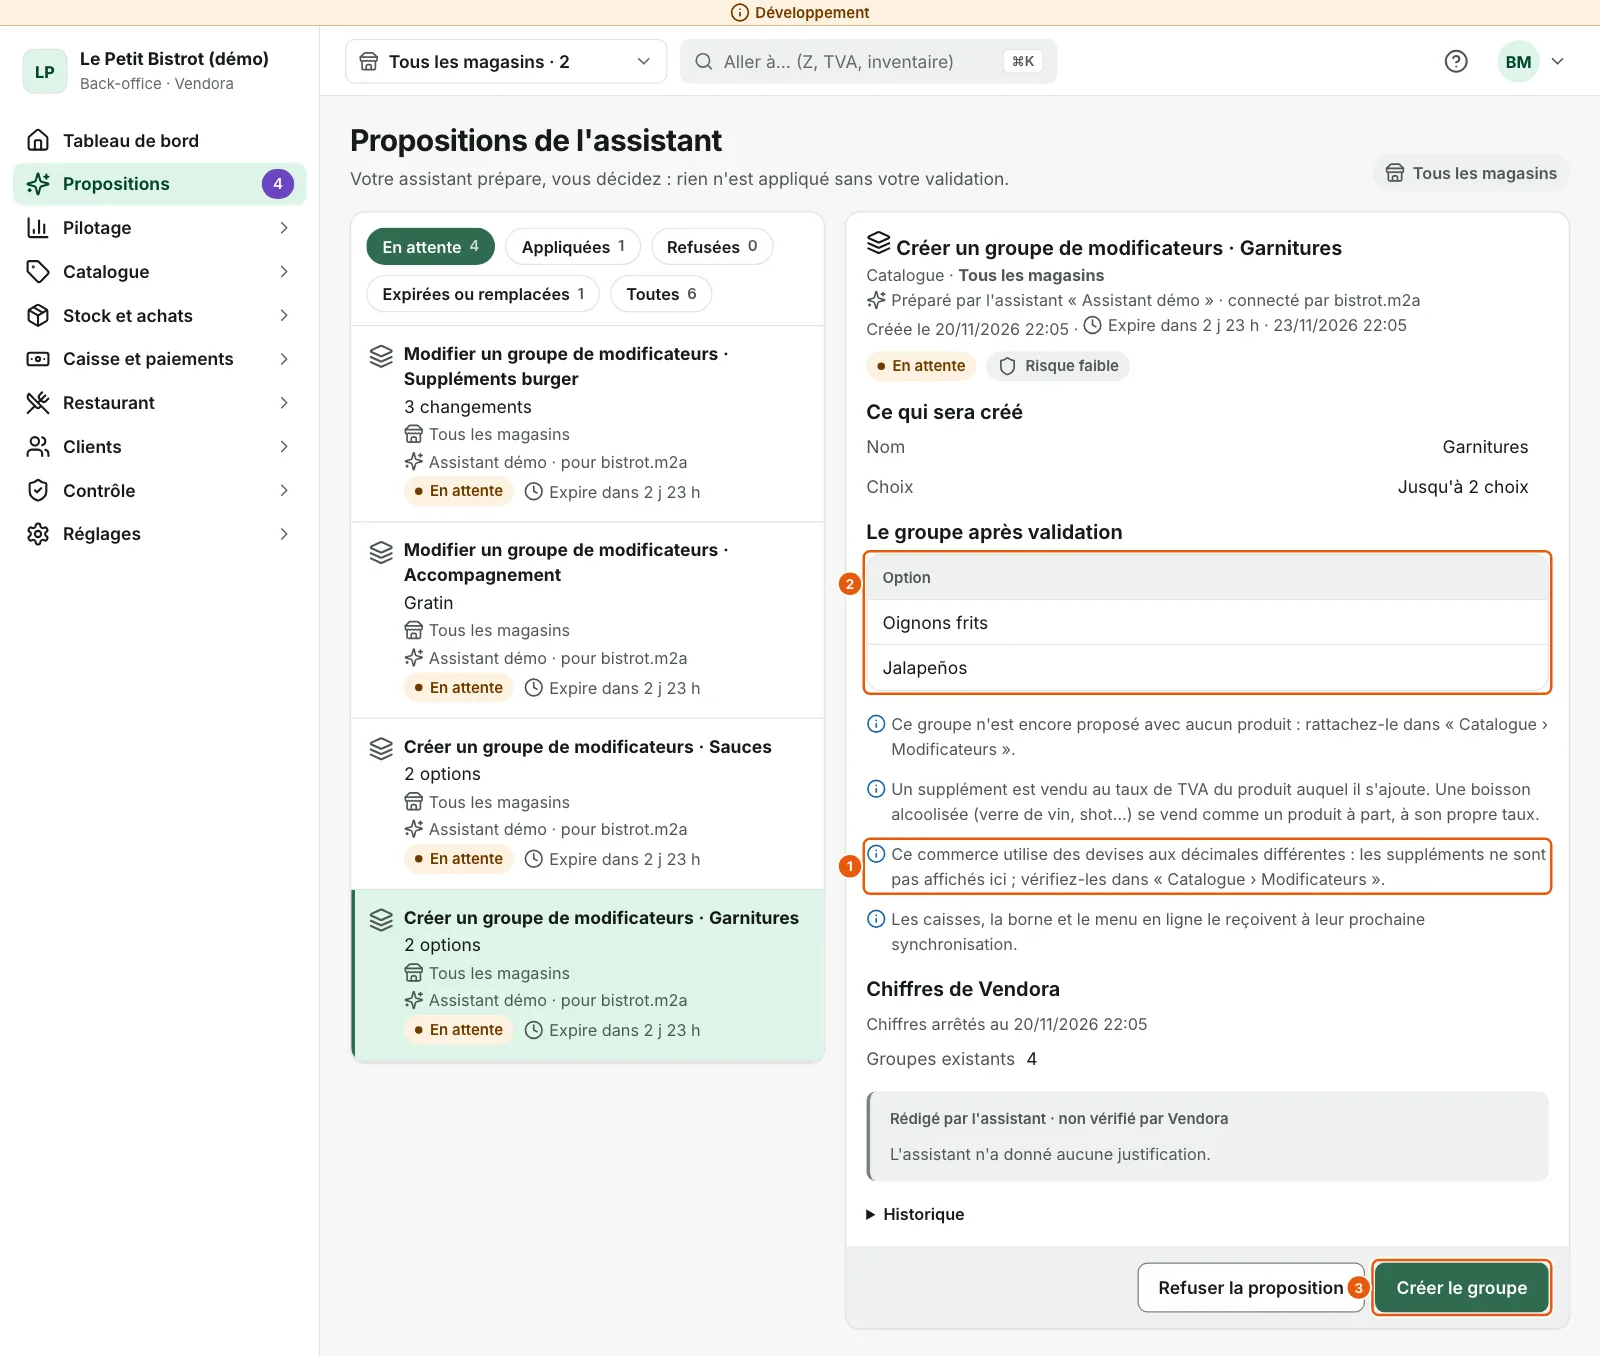 Développement
LP
Le Petit Bistrot (démo)
Back-office · Vendora
Tous les magasins · 2
Aller à... (Z, TVA, inventaire)
⌘K
BM
Tableau de bord
Propositions
4
Pilotage
Catalogue
Stock et achats
Caisse et paiements
Restaurant
Clients
Contrôle
Réglages
Propositions de l'assistant
Votre assistant prépare, vous décidez : rien n'est appliqué sans votre validation.
Tous les magasins
En attente 4
Appliquées 1
Refusées 0
Expirées ou remplacées 1
Toutes 6
Modifier un groupe de modificateurs ·
Suppléments burger
3 changements
Tous les magasins
Assistant démo · pour bistrot.m2a
En attente
Expire dans 2 j 23 h
Modifier un groupe de modificateurs ·
Accompagnement
Gratin
Tous les magasins
Assistant démo · pour bistrot.m2a
En attente
Expire dans 2 j 23 h
Créer un groupe de modificateurs · Sauces
2 options
Tous les magasins
Assistant démo · pour bistrot.m2a
En attente
Expire dans 2 j 23 h
Créer un groupe de modificateurs · Garnitures
2 options
Tous les magasins
Assistant démo · pour bistrot.m2a
En attente
Expire dans 2 j 23 h
Créer un groupe de modificateurs · Garnitures
Catalogue · Tous les magasins
Préparé par l'assistant « Assistant démo » · connecté par bistrot.m2a
Créée le 20/11/2026 22:05 · Expire dans 2 j 23 h · 23/11/2026 22:05
En attente
Risque faible
Ce qui sera créé
Nom
Garnitures
Choix
Jusqu'à 2 choix
Le groupe après validation
2
Option
Oignons frits
Jalapeños
Ce groupe n'est encore proposé avec aucun produit : rattachez-le dans « Catalogue ›
Modificateurs ».
Un supplément est vendu au taux de TVA du produit auquel il s'ajoute. Une boisson
alcoolisée (verre de vin, shot...) se vend comme un produit à part, à son propre taux.
1
Ce commerce utilise des devises aux décimales différentes : les suppléments ne sont
pas affichés ici ; vérifiez-les dans « Catalogue › Modificateurs ».
Les caisses, la borne et le menu en ligne le reçoivent à leur prochaine
synchronisation.
Chiffres de Vendora
Chiffres arrêtés au 20/11/2026 22:05
Groupes existants 4
Rédigé par l'assistant · non vérifié par Vendora
L'assistant n'a donné aucune justification.
Historique
Refuser la proposition
3
Créer le groupe